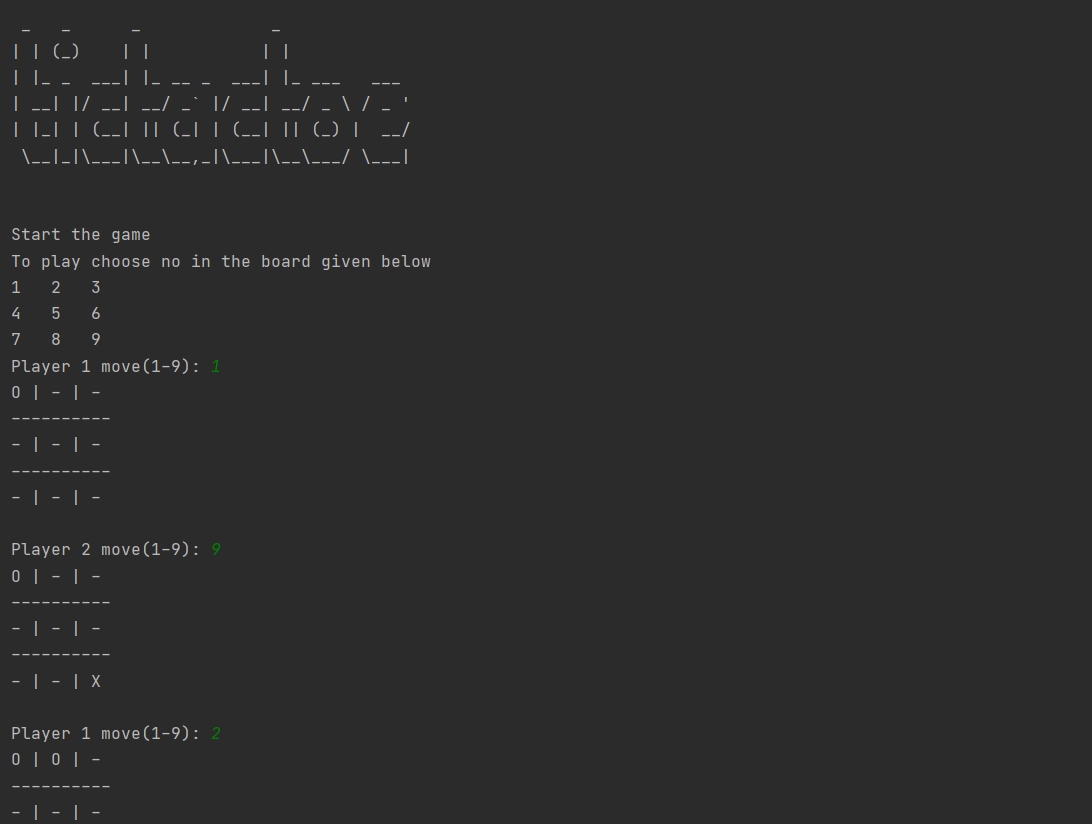 _   _      _             _
| | (_)    | |           | |
| |_ _  ___| |_ __ _  ___| |_ ___   ___
| __| |/ __| __/ _` |/ __| __/ _ \ / _ '
| |_| | (__| || (_| | (__| || (_) |  __/
 \__|_|\___|\__\__,_|\___|\__\___/ \___|
Start the game
To play choose no in the board given below
1   2   3
4   5   6
7   8   9
Player 1 move(1-9): 1
O | - | -
----------
- | - | -
----------
- | - | -
Player 2 move(1-9): 9
O | - | -
----------
- | - | -
----------
- | - | X
Player 1 move(1-9): 2
O | O | -
----------
- | - | -